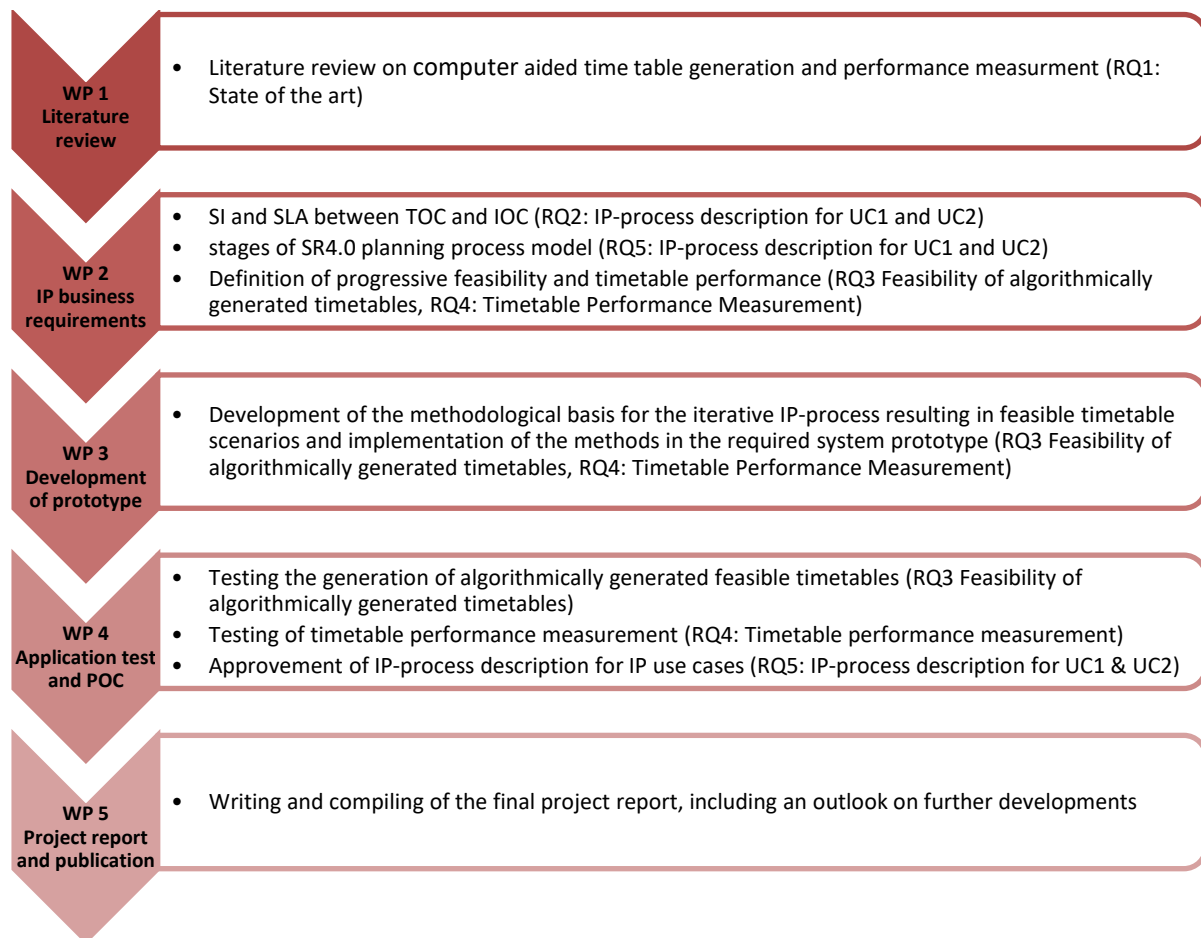 WP 1
Literature
review
• Literature review on computer aided time table generation and performance measurment (RQ1:
State of the art)
WP 2
IP business
requirements
• SI and SLA between TOC and IOC (RQ2: IP-process description for UC1 and UC2)
• stages of SR4.0 planning process model (RQ5: IP-process description for UC1 and UC2)
• Definition of progressive feasibility and timetable performance (RQ3 Feasibility of algorithmically
generated timetables, RQ4: Timetable Performance Measurement)
WP 3
Development
of prototype
• Development of the methodological basis for the iterative IP-process resulting in feasible timetable
scenarios and implementation of the methods in the required system prototype (RQ3 Feasibility of
algorithmically generated timetables, RQ4: Timetable Performance Measurement)
WP 4
Application test
and POC
• Testing the generation of algorithmically generated feasible timetables (RQ3 Feasibility of
algorithmically generated timetables)
• Testing of timetable performance measurement (RQ4: Timetable performance measurement)
• Approvement of IP-process description for IP use cases (RQ5: IP-process description for UC1 & UC2)
WP 5
Project report
and publication
• Writing and compiling of the final project report, including an outlook on further developments